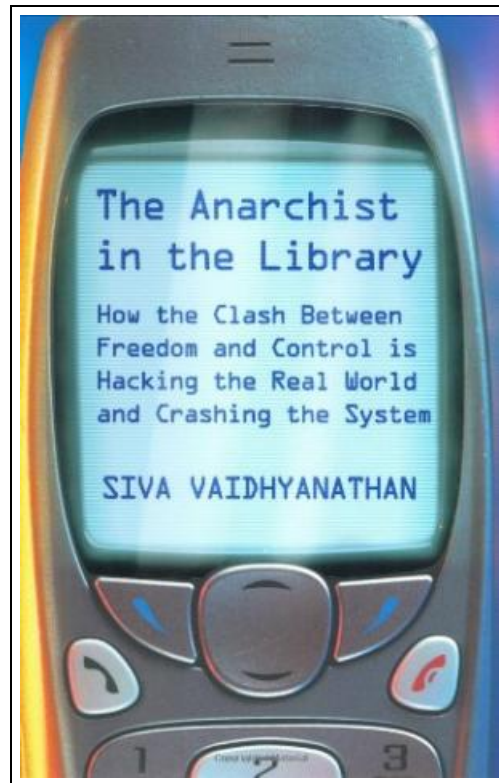 The Anarchist
in the Library
How the Clash Between
Freedom and Control is
Hacking the Real World
and Crashing the System
SIVA VAIDHYANATHAN
1 2 3